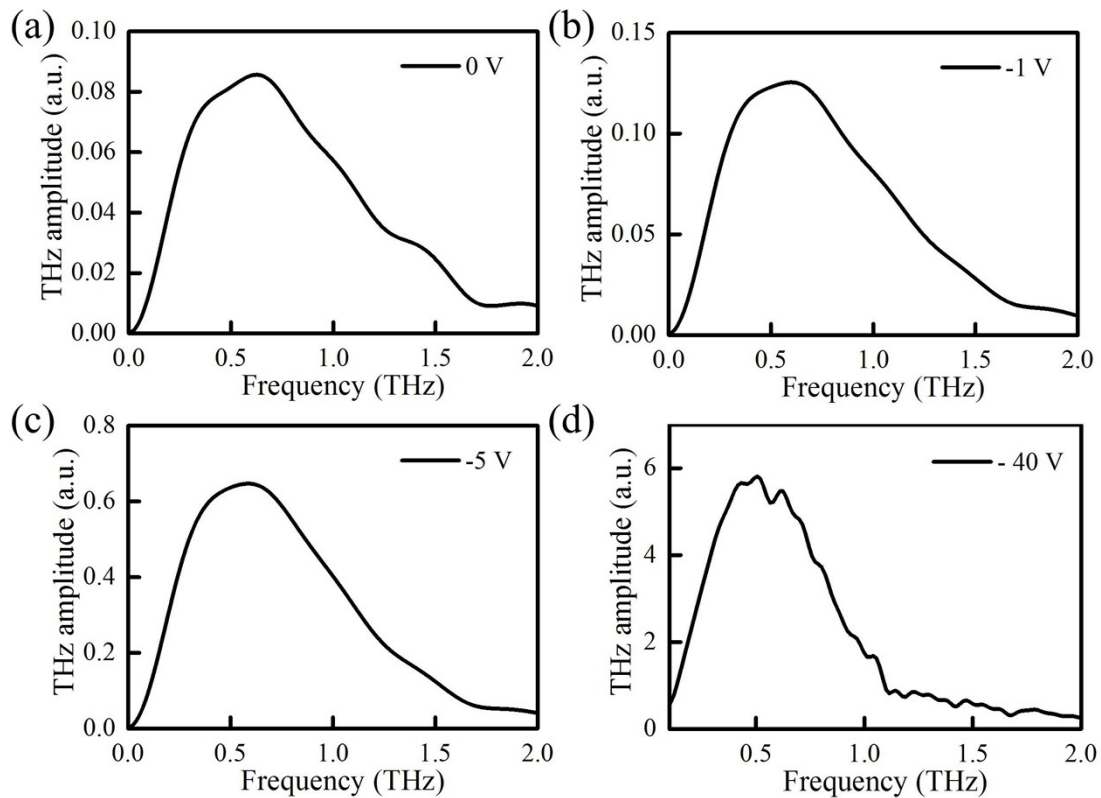 (a)
0 V
0.10
0.08
0.06
0.04
0.02
0.00
THz amplitude (a.u.)
0.0 0.5 1.0 1.5 2.0
Frequency (THz)
(b)
-1 V
0.15
0.10
0.05
0.00
THz amplitude (a.u.)
0.0 0.5 1.0 1.5 2.0
Frequency (THz)
(c)
-5 V
0.8
0.6
0.4
0.2
0.0
THz amplitude (a.u.)
0.0 0.5 1.0 1.5 2.0
Frequency (THz)
(d)
- 40 V
6
4
2
0
THz amplitude (a.u.)
0.5 1.0 1.5 2.0
Frequency (THz)